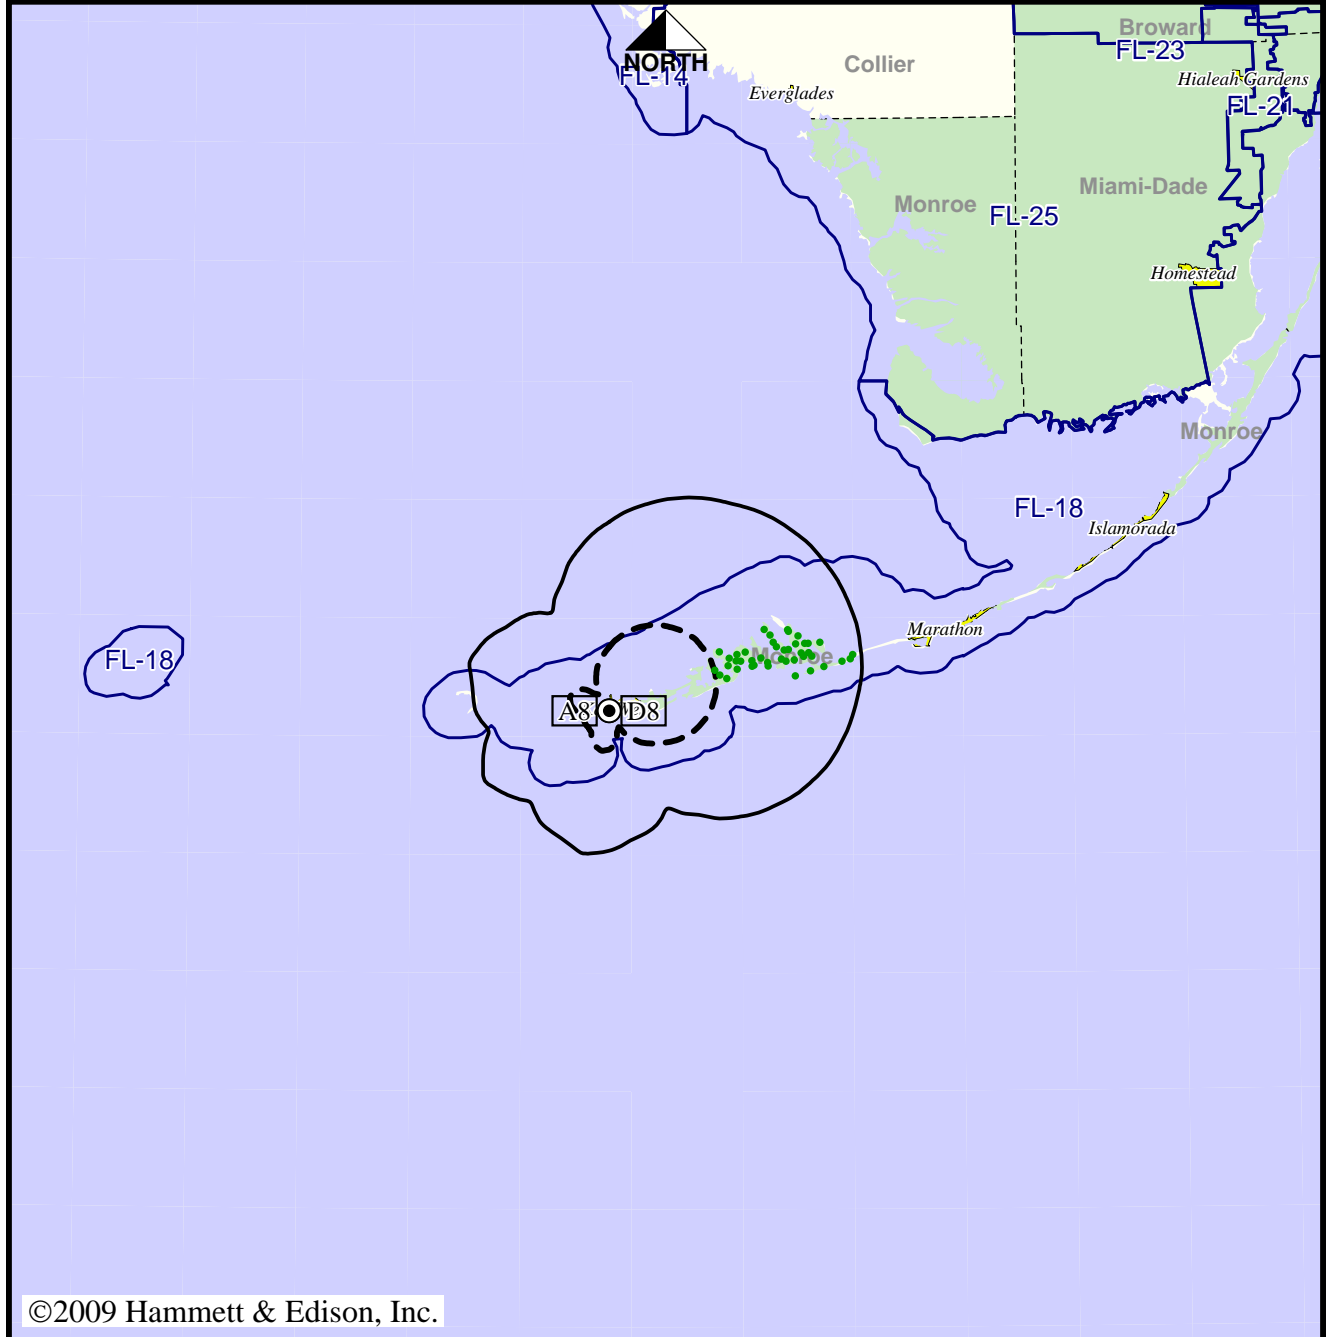 Broward
FL-23
NORTH
Collier
FL-14
Hialeah Gardens
Everglades
FL-21
Miami-Dade
Monroe
FL-25
Homestead
Monroe
FL-18
Islamorada
Marathon
Monroe
FL-18
A8
D8
©2009 Hammett & Edison, Inc.